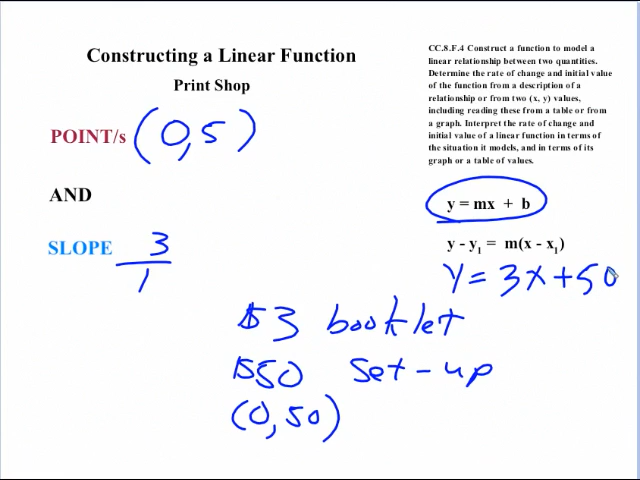 Constructing a Linear Function
Print Shop
POINT/s (0,5)
AND
SLOPE 3/1
$3 booklet
$50 set-up
(0,50)
CC.8.F.4 Construct a function to model a
linear relationship between two quantities.
Determine the rate of change and initial value
of the function from a description of a
relationship or from two (x, y) values,
including reading these from a table or from
a graph. Interpret the rate of change and
initial value of a linear function in terms of
the situation it models, and in terms of its
graph or a table of values.
y = mx + b
y - y₁ = m(x - x₁)
y = 3x + 50